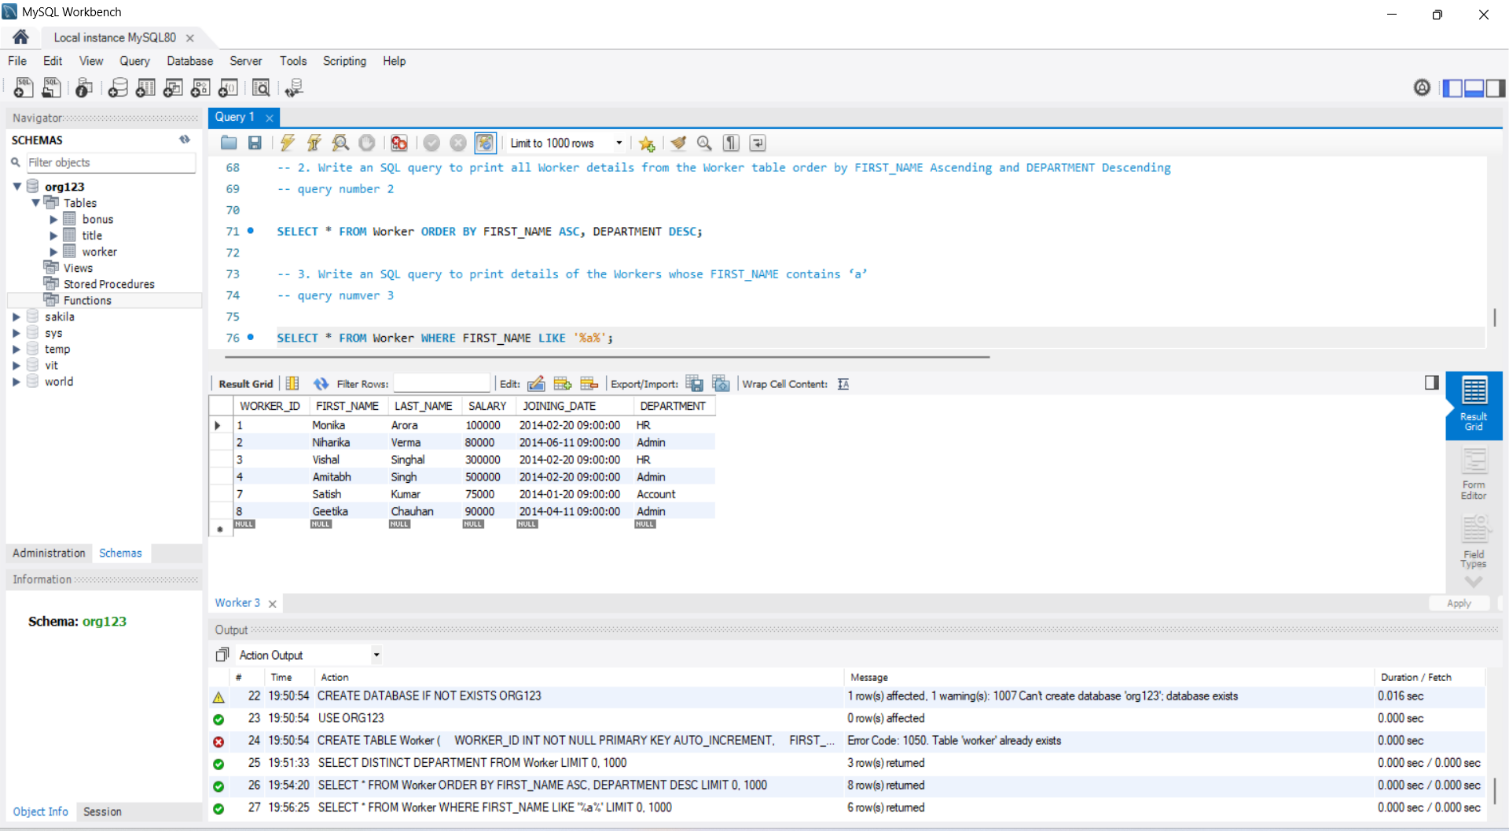 MySQL Workbench
Local instance MySQL80
File Edit View Query Database Server Tools Scripting Help
Navigator
SCHEMAS
Filter objects
org123
Tables
bonus
title
worker
Views
Stored Procedures
Functions
sakila
sys
temp
vit
world
Administration Schemas
Information
Schema: org123
Object Info Session
Query 1
Limit to 1000 rows
68 -- 2. Write an SQL query to print all Worker details from the Worker table order by FIRST_NAME Ascending and DEPARTMENT Descending
69 -- query number 2
70
71 SELECT * FROM Worker ORDER BY FIRST_NAME ASC, DEPARTMENT DESC;
72
73 -- 3. Write an SQL query to print details of the Workers whose FIRST_NAME contains ‘a’
74 -- query numver 3
75
76 SELECT * FROM Worker WHERE FIRST_NAME LIKE '%a%';
Result Grid Filter Rows: Edit: Export/Import: Wrap Cell Content:
WORKER_ID FIRST_NAME LAST_NAME SALARY JOINING_DATE DEPARTMENT
1 Monika Arora 100000 2014-02-20 09:00:00 HR
2 Niharika Verma 80000 2014-06-11 09:00:00 Admin
3 Vishal Singhal 300000 2014-02-20 09:00:00 HR
4 Amitabh Singh 500000 2014-02-20 09:00:00 Admin
7 Satish Kumar 75000 2014-01-20 09:00:00 Account
8 Geetika Chauhan 90000 2014-04-11 09:00:00 Admin
NULL NULL NULL NULL NULL NULL
Result
Grid
Form
Editor
Field
Types
Worker 3
Apply
Output
Action Output
# Time Action Message Duration / Fetch
22 19:50:54 CREATE DATABASE IF NOT EXISTS ORG123 1 row(s) affected, 1 warning(s): 1007 Can't create database 'org123'; database exists 0.016 sec
23 19:50:54 USE ORG123 0 row(s) affected 0.000 sec
24 19:50:54 CREATE TABLE Worker ( WORKER_ID INT NOT NULL PRIMARY KEY AUTO_INCREMENT, FIRST_... Error Code: 1050. Table 'worker' already exists 0.000 sec
25 19:51:33 SELECT DISTINCT DEPARTMENT FROM Worker LIMIT 0, 1000 3 row(s) returned 0.000 sec / 0.000 sec
26 19:54:20 SELECT * FROM Worker ORDER BY FIRST_NAME ASC, DEPARTMENT DESC LIMIT 0, 1000 8 row(s) returned 0.000 sec / 0.000 sec
27 19:56:25 SELECT * FROM Worker WHERE FIRST_NAME LIKE '%a%' LIMIT 0, 1000 6 row(s) returned 0.000 sec / 0.000 sec